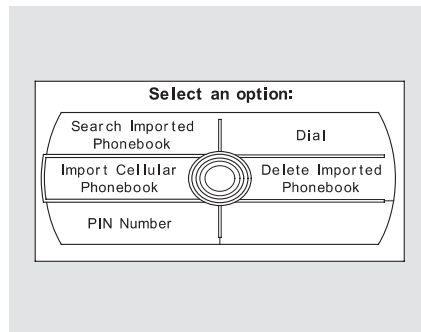 Select an option:
Search Imported
Phonebook
Dial
Import Cellular
Phonebook
Delete Imported
Phonebook
PIN Number